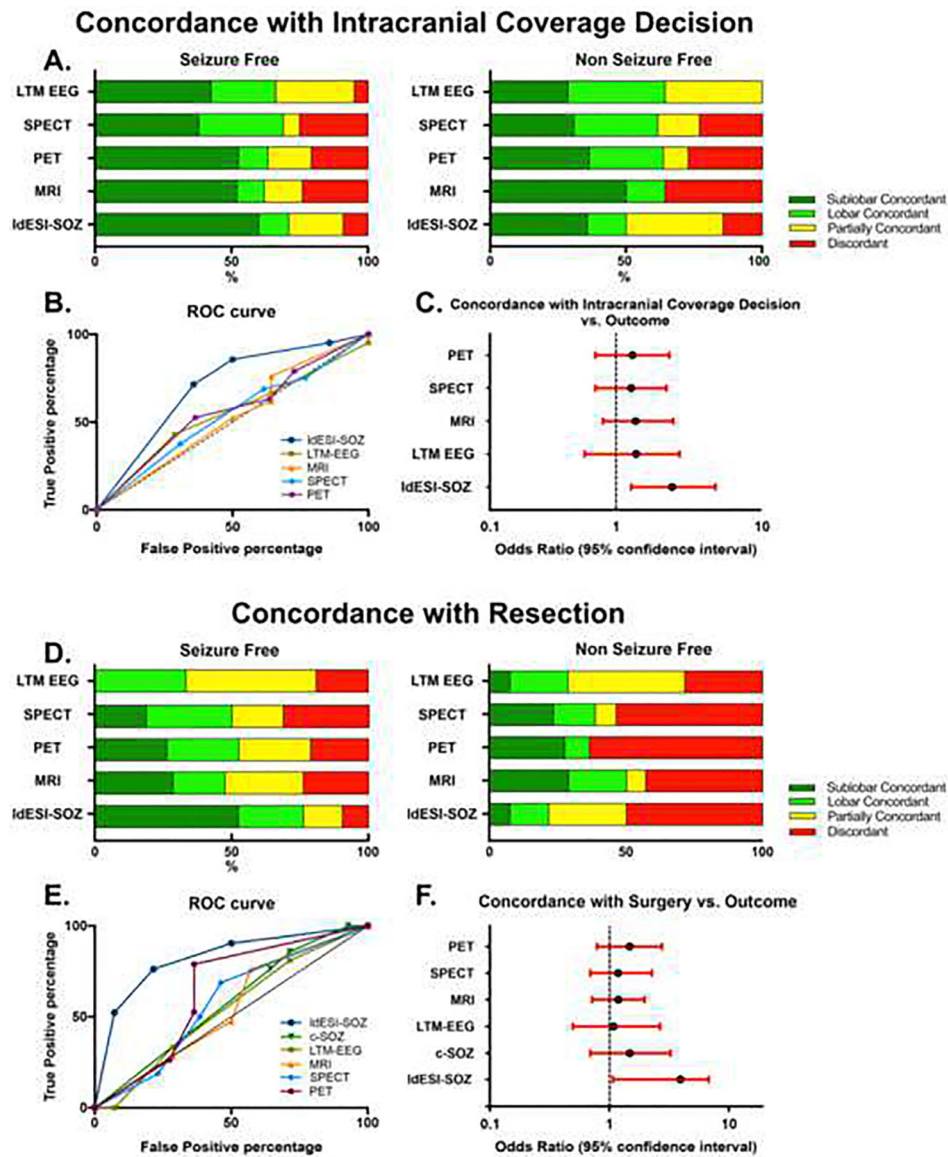 Concordance with Intracranial Coverage Decision
A.
Seizure Free
Non Seizure Free
LTM EEG
SPECT
PET
MRI
IdESI-SOZ
0
50
100
%
LTM EEG
SPECT
PET
MRI
IdESI-SOZ
0
50
100
%
Sublobar Concordant
Lobar Concordant
Partially Concordant
Discordant
B.
ROC curve
True Positive percentage
100
50
0
0
50
100
False Positive percentage
IdESI-SOZ
LTM-EEG
MRI
SPECT
PET
C.
Concordance with Intracranial Coverage Decision
vs. Outcome
PET
SPECT
MRI
LTM EEG
IdESI-SOZ
0.1
1
10
Odds Ratio (95% confidence interval)
Concordance with Resection
D.
Seizure Free
Non Seizure Free
LTM EEG
SPECT
PET
MRI
IdESI-SOZ
0
50
100
%
LTM EEG
SPECT
PET
MRI
IdESI-SOZ
0
50
100
Sublobar Concordant
Lobar Concordant
Partially Concordant
Discordant
E.
ROC curve
True Positive percentage
100
50
0
0
50
100
False Positive percentage
IdESI-SOZ
c-SOZ
LTM-EEG
MRI
SPECT
PET
F.
Concordance with Surgery vs. Outcome
PET
SPECT
MRI
LTM-EEG
c-SOZ
IdESI-SOZ
0.1
1
10
Odds Ratio (95% confidence interval)